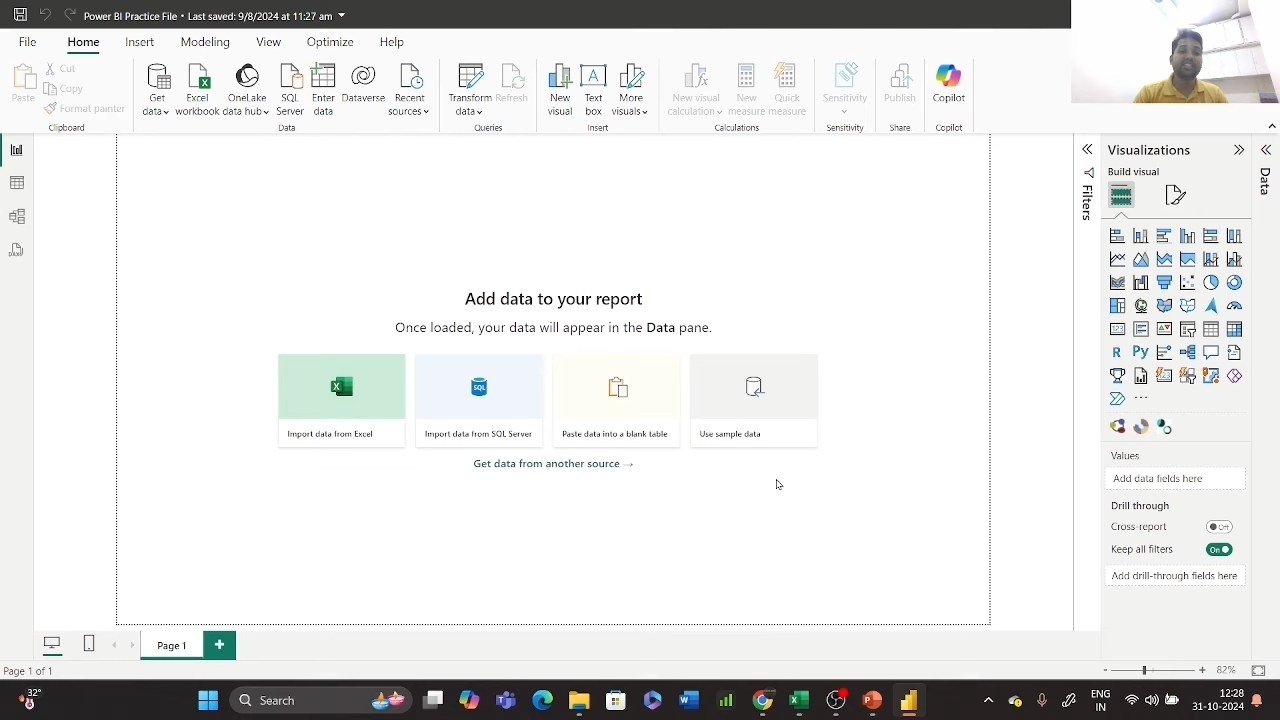 Power BI Practice File • Last saved: 9/8/2024 at 11:27 am
File Home Insert Modeling View Optimize Help
Paste
Cut
Copy
Format painter
Clipboard
Get data
Excel workbook
OneLake data hub
SQL Server
Enter data
Dataverse
Recent sources
Data
Transform data
Refresh
Queries
New visual
Text box
More visuals
Insert
New visual calculation
New measure
Quick measure
Calculations
Sensitivity
Sensitivity
Publish
Share
Copilot
Copilot
Filters
Visualizations
Data
Build visual
Add data to your report
Once loaded, your data will appear in the Data pane.
Import data from Excel
SQL
Import data from SQL Server
Paste data into a blank table
Use sample data
Get data from another source →
123
R Py
...
Values
Add data fields here
Drill through
Cross-report Off
Keep all filters On
Add drill-through fields here
Page 1
Page 1 of 1
- + 82%
32°
Search
ENG
IN
12:28
31-10-2024